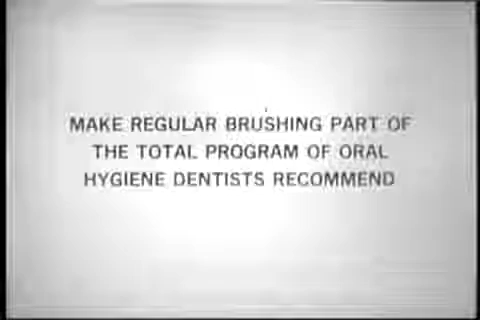 MAKE REGULAR BRUSHING PART OF
THE TOTAL PROGRAM OF ORAL
HYGIENE DENTISTS RECOMMEND